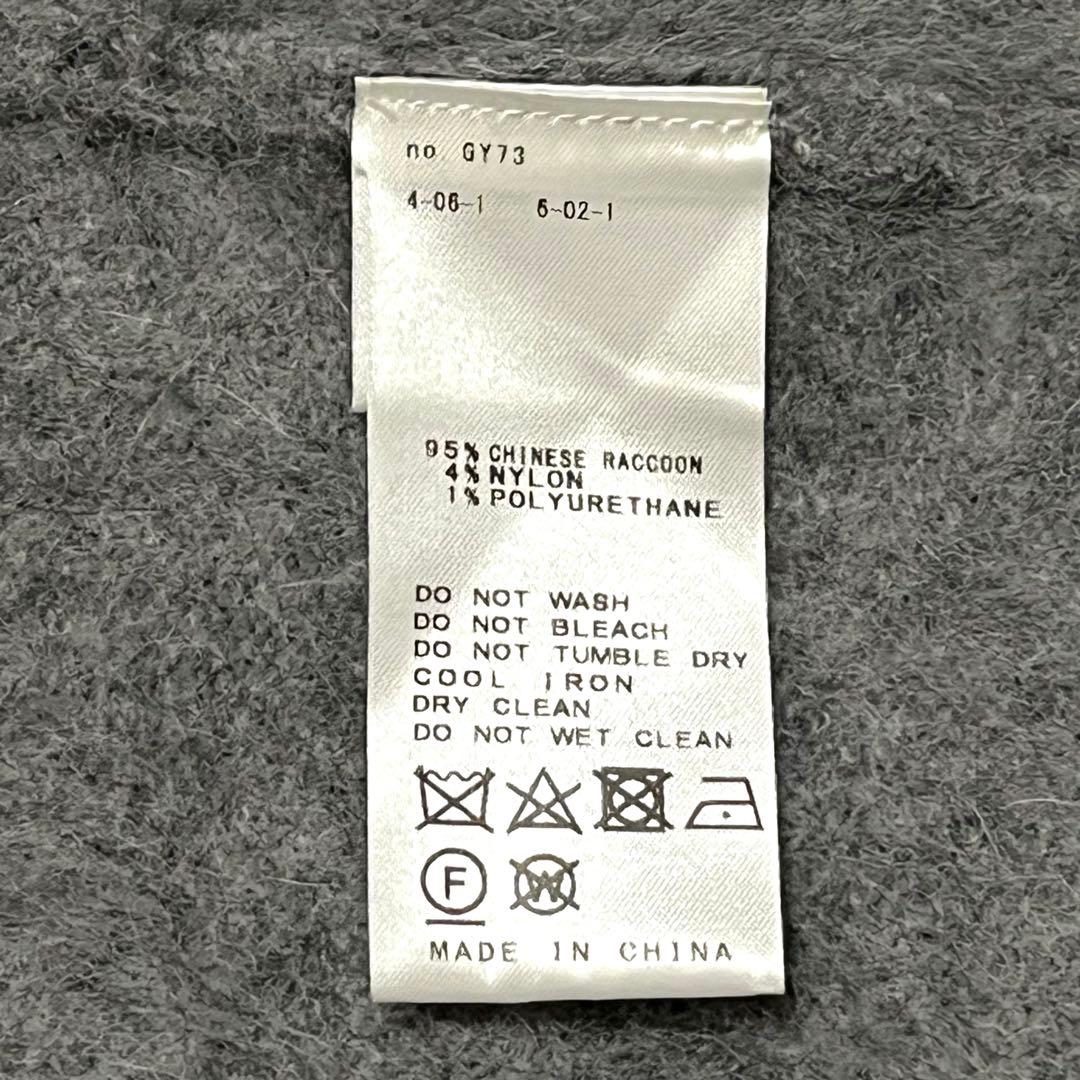 no GY73
4-06-1 6-02-1
95% CHINESE RACCOON
4% NYLON
1% POLYURETHANE
DO NOT WASH
DO NOT BLEACH
DO NOT TUMBLE DRY
COOL IRON
DRY CLEAN
DO NOT WET CLEAN
F W
MADE IN CHINA